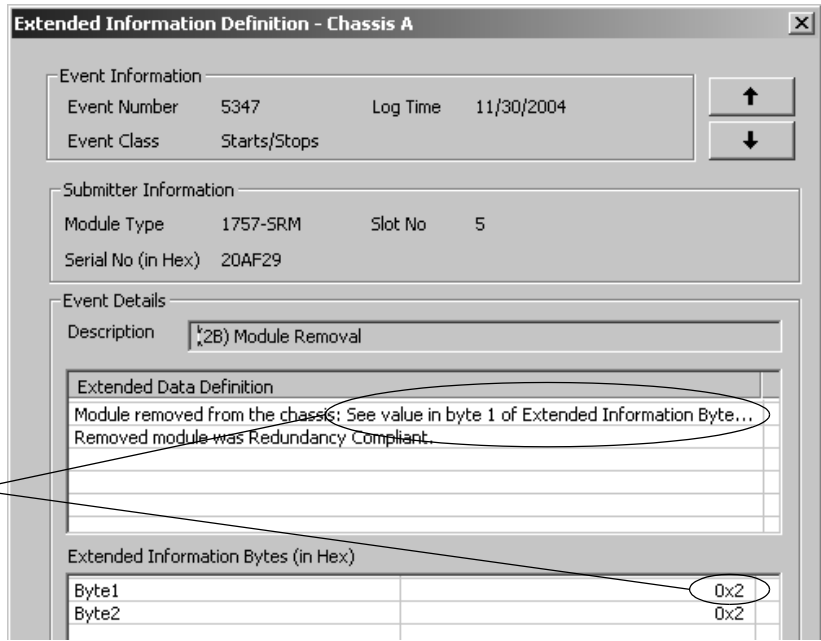 Extended Information Definition - Chassis A
Event Information
Event Number 5347 Log Time 11/30/2004
Event Class Starts/Stops
Submitter Information
Module Type 1757-SRM Slot No 5
Serial No (in Hex) 20AF29
Event Details
Description (2B) Module Removal
Extended Data Definition
Module removed from the chassis: See value in byte 1 of Extended Information Byte...
Removed module was Redundancy Compliant.
Extended Information Bytes (in Hex)
Byte1 0x2
Byte2 0x2